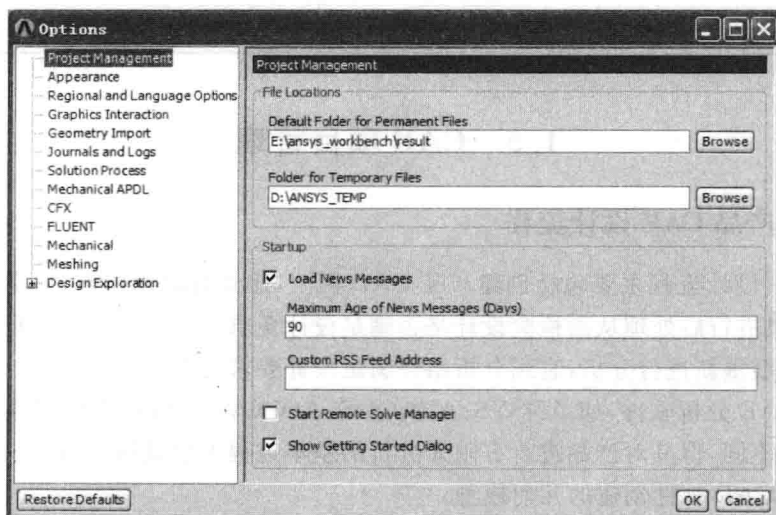 Options
Project Management
Appearance
Regional and Language Options
Graphics Interaction
Geometry Import
Journals and Logs
Solution Process
Mechanical APDL
CFX
FLUENT
Mechanical
Meshing
Design Exploration
Project Management
File Locations
Default Folder for Permanent Files
E:\ansys_workbench\result
Browse
Folder for Temporary Files
D:\ANSYS_TEMP
Browse
Startup
Load News Messages
Maximum Age of News Messages (Days)
90
Custom RSS Feed Address
Start Remote Solve Manager
Show Getting Started Dialog
Restore Defaults
OK
Cancel